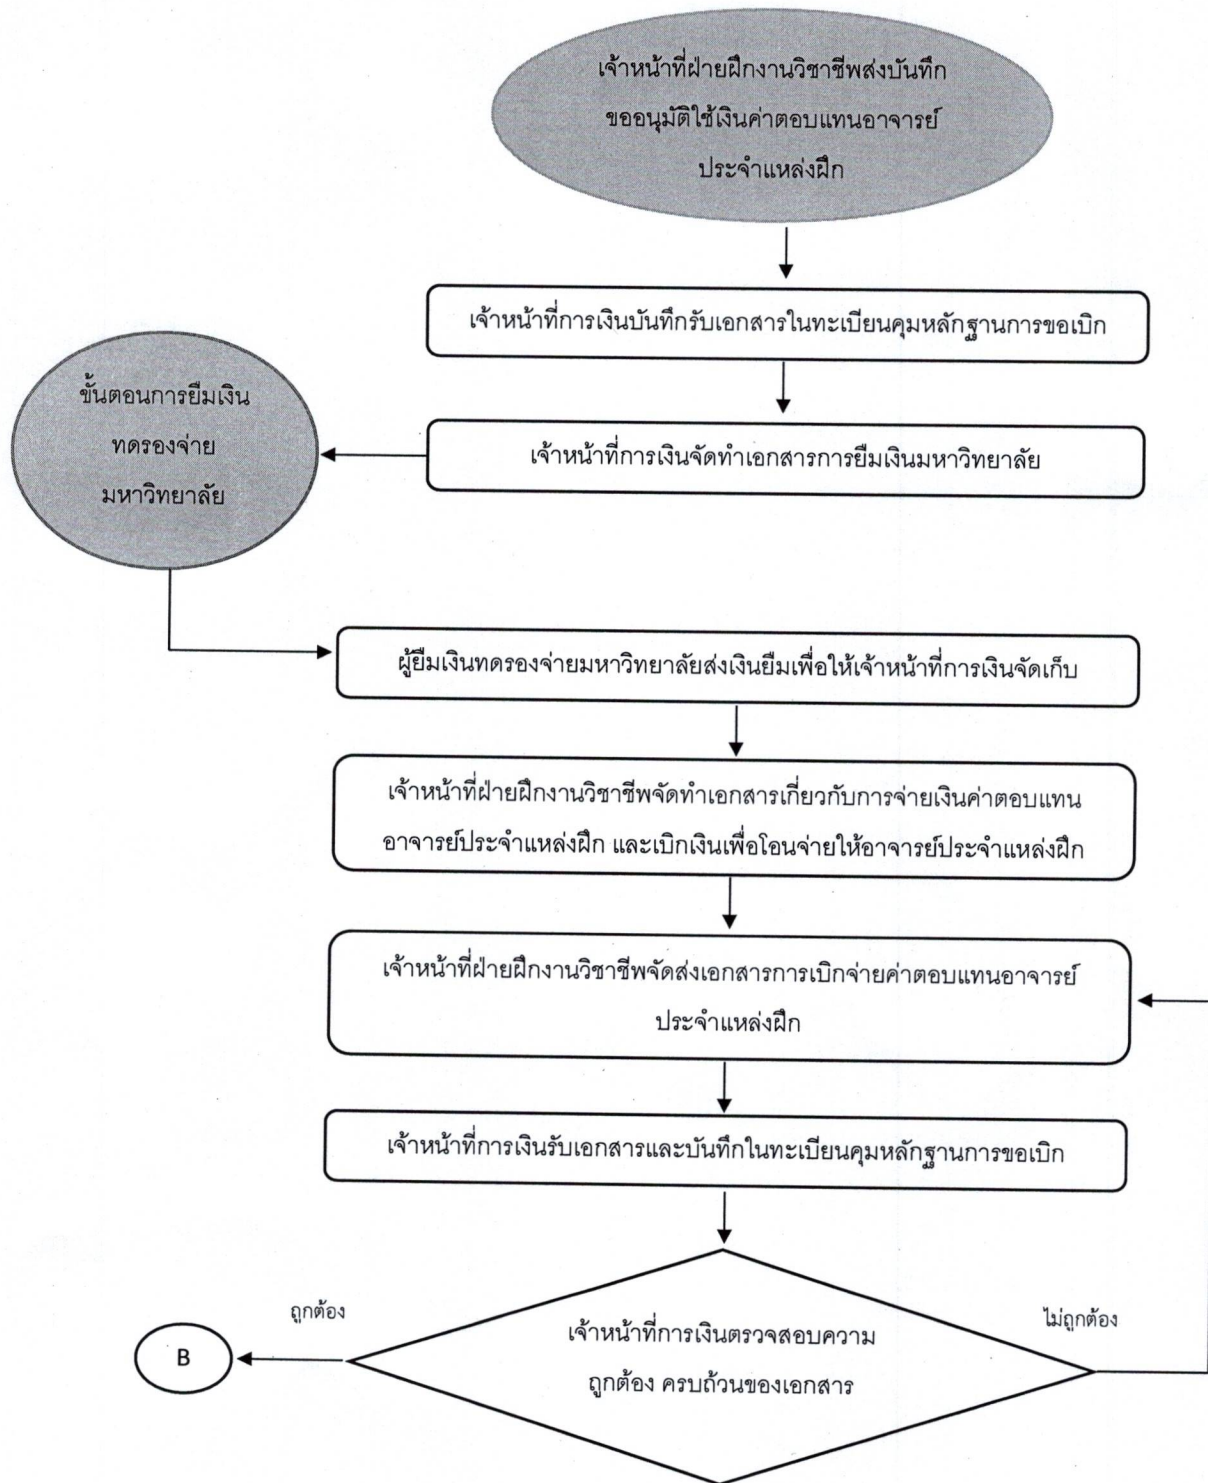 เจ้าหน้าที่ฝ่ายฝึกงานวิชาชีพส่งบันทึก
ขออนุมัติใช้เงินค่าตอบแทนอาจารย์
ประจำแหล่งฝึก
เจ้าหน้าที่การเงินบันทึกรับเอกสารในทะเบียนคุมหลักฐานการขอเบิก
เจ้าหน้าที่การเงินจัดทำเอกสารการยืมเงินมหาวิทยาลัย
ขั้นตอนการยืมเงิน
ทดรองจ่าย
มหาวิทยาลัย
ผู้ยืมเงินทดรองจ่ายมหาวิทยาลัยส่งเงินยืมเพื่อให้เจ้าหน้าที่การเงินจัดเก็บ
เจ้าหน้าที่ฝ่ายฝึกงานวิชาชีพจัดทำเอกสารเกี่ยวกับการจ่ายเงินค่าตอบแทน
อาจารย์ประจำแหล่งฝึก และเบิกเงินเพื่อโอนจ่ายให้อาจารย์ประจำแหล่งฝึก
เจ้าหน้าที่ฝ่ายฝึกงานวิชาชีพจัดส่งเอกสารการเบิกจ่ายค่าตอบแทนอาจารย์
ประจำแหล่งฝึก
เจ้าหน้าที่การเงินรับเอกสารและบันทึกในทะเบียนคุมหลักฐานการขอเบิก
ถูกต้อง
ไม่ถูกต้อง
เจ้าหน้าที่การเงินตรวจสอบความ
ถูกต้อง ครบถ้วนของเอกสาร
B